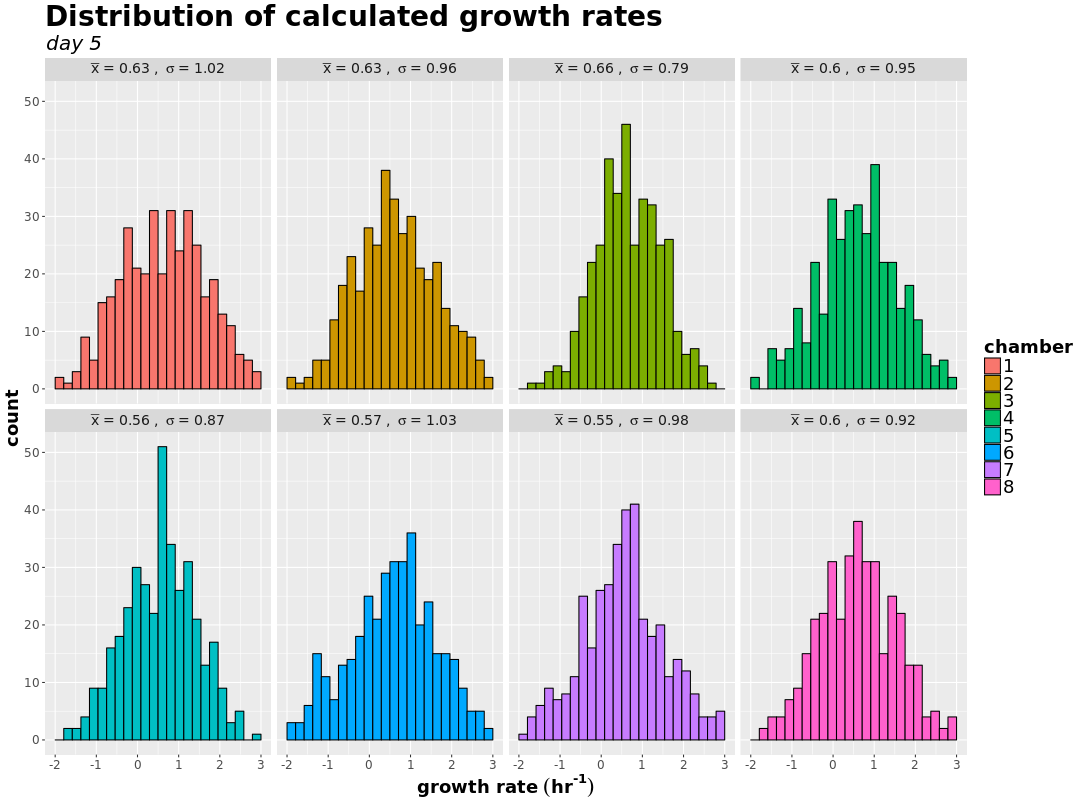 Distribution of calculated growth rates
day 5
x̅ = 0.63 , σ = 1.02
x̅ = 0.63 , σ = 0.96
x̅ = 0.66 , σ = 0.79
x̅ = 0.6 , σ = 0.95
50
40
30
20
10
0
x̅ = 0.56 , σ = 0.87
x̅ = 0.57 , σ = 1.03
x̅ = 0.55 , σ = 0.98
x̅ = 0.6 , σ = 0.92
50
40
30
20
10
0
-2 -1 0 1 2 3
-2 -1 0 1 2 3
-2 -1 0 1 2 3
-2 -1 0 1 2 3
count
growth rate (hr⁻¹)
chamber
1
2
3
4
5
6
7
8